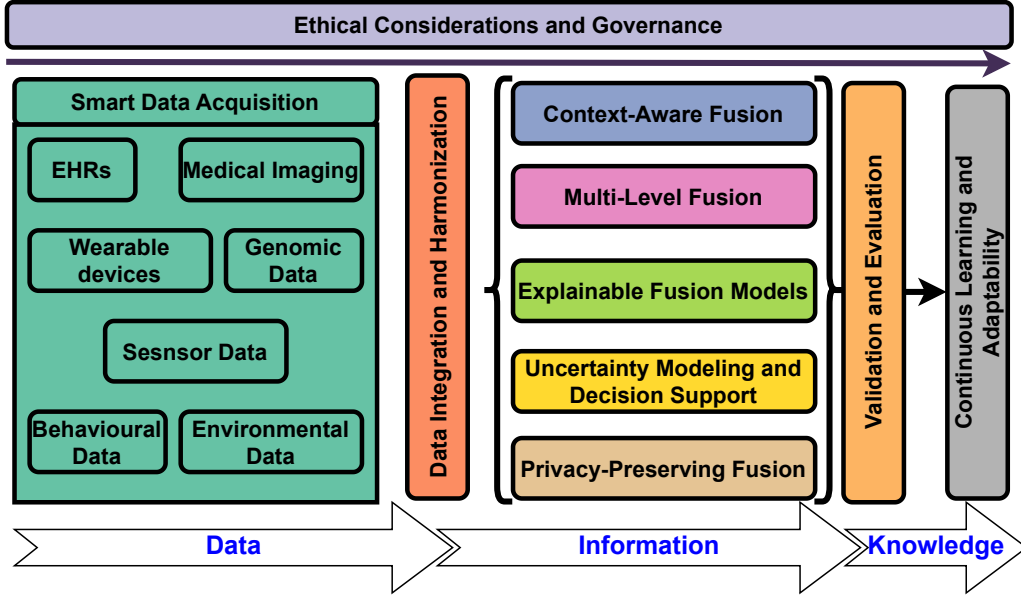 Ethical Considerations and Governance
Smart Data Acquisition
EHRs
Medical Imaging
Wearable
devices
Genomic
Data
Sesnsor Data
Behavioural
Data
Environmental
Data
Data Integration and Harmonization
Context-Aware Fusion
Multi-Level Fusion
Explainable Fusion Models
Uncertainty Modeling and
Decision Support
Privacy-Preserving Fusion
Validation and Evaluation
Continuous Learning and
Adaptability
Data
Information
Knowledge